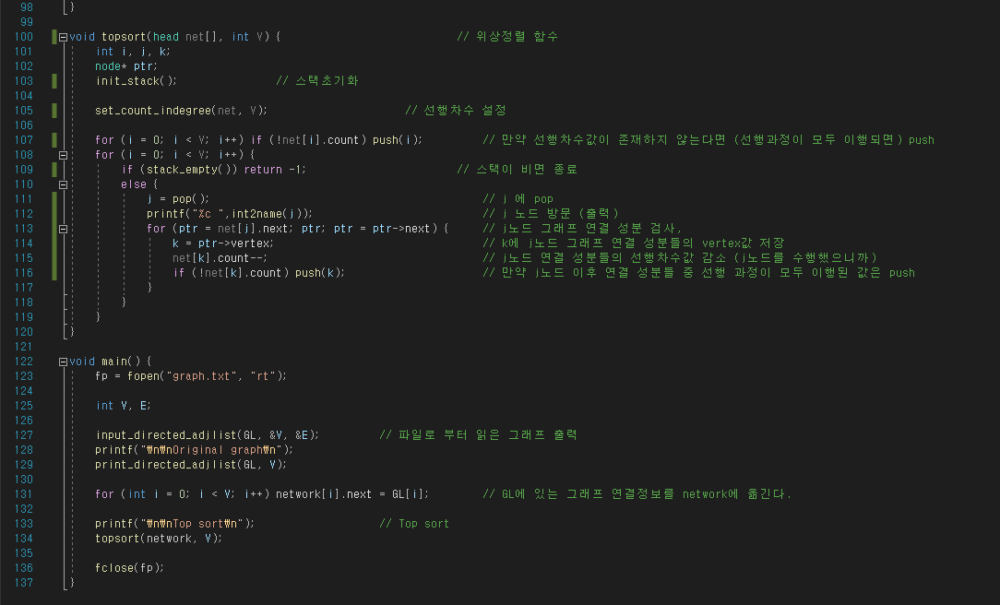 98 }
99
100 void topsort(head net[], int V) { // 위상정렬 함수
101 int i, j, k;
102 node* ptr;
103 init_stack(); // 스택초기화
104
105 set_count_indegree(net, V); // 선행차수 설정
106
107 for (i = 0; i < V; i++) if (!net[i].count) push(i); // 만약 선행차수값이 존재하지 않는다면 (선행과정이 모두 이행되면) push
108 for (i = 0; i < V; i++) {
109 if (stack_empty()) return -1; // 스택이 비면 종료
110 else {
111 j = pop(); // j 에 pop
112 printf("%c ",int2name(j)); // j 노드 방문 (출력)
113 for (ptr = net[j].next; ptr; ptr = ptr->next) { // j노드 그래프 연결 성분 검사,
114 k = ptr->vertex; // k에 j노드 그래프 연결 성분들의 vertex값 저장
115 net[k].count--; // j노드 연결 성분들의 선행차수값 감소 (j노드를 수행했으니까)
116 if (!net[k].count) push(k); // 만약 j노드 이후 연결 성분들 중 선행 과정이 모두 이행된 값은 push
117 }
118 }
119 }
120 }
121
122 void main() {
123 fp = fopen("graph.txt", "rt");
124
125 int V, E;
126
127 input_directed_adjlist(GL, &V, &E); // 파일로 부터 읽은 그래프 출력
128 printf("₩n₩nOriginal graph₩n");
129 print_directed_adjlist(GL, V);
130
131 for (int i = 0; i < V; i++) network[i].next = GL[i]; // GL에 있는 그래프 연결정보를 network에 옮긴다.
132
133 printf("₩n₩nTop sort₩n"); // Top sort
134 topsort(network, V);
135
136 fclose(fp);
137 }